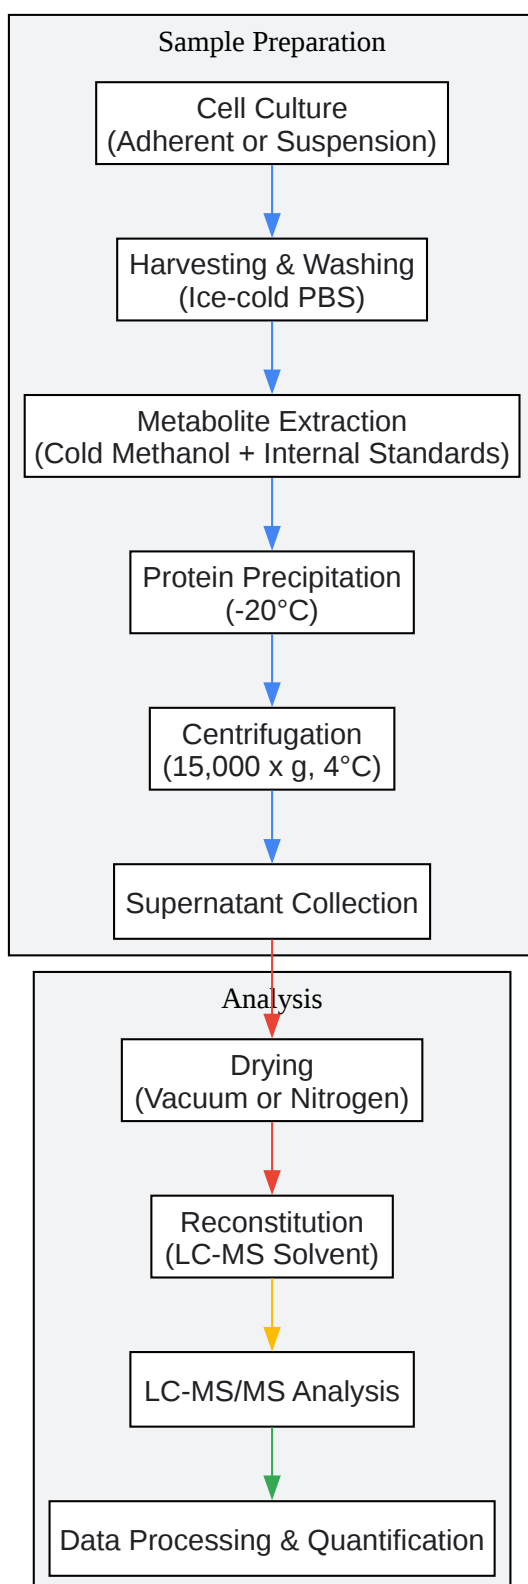 Sample Preparation
Cell Culture
(Adherent or Suspension)
Harvesting & Washing
(Ice-cold PBS)
Metabolite Extraction
(Cold Methanol + Internal Standards)
Protein Precipitation
(-20°C)
Centrifugation
(15,000 x g, 4°C)
Supernatant Collection
Analysis
Drying
(Vacuum or Nitrogen)
Reconstitution
(LC-MS Solvent)
LC-MS/MS Analysis
Data Processing & Quantification